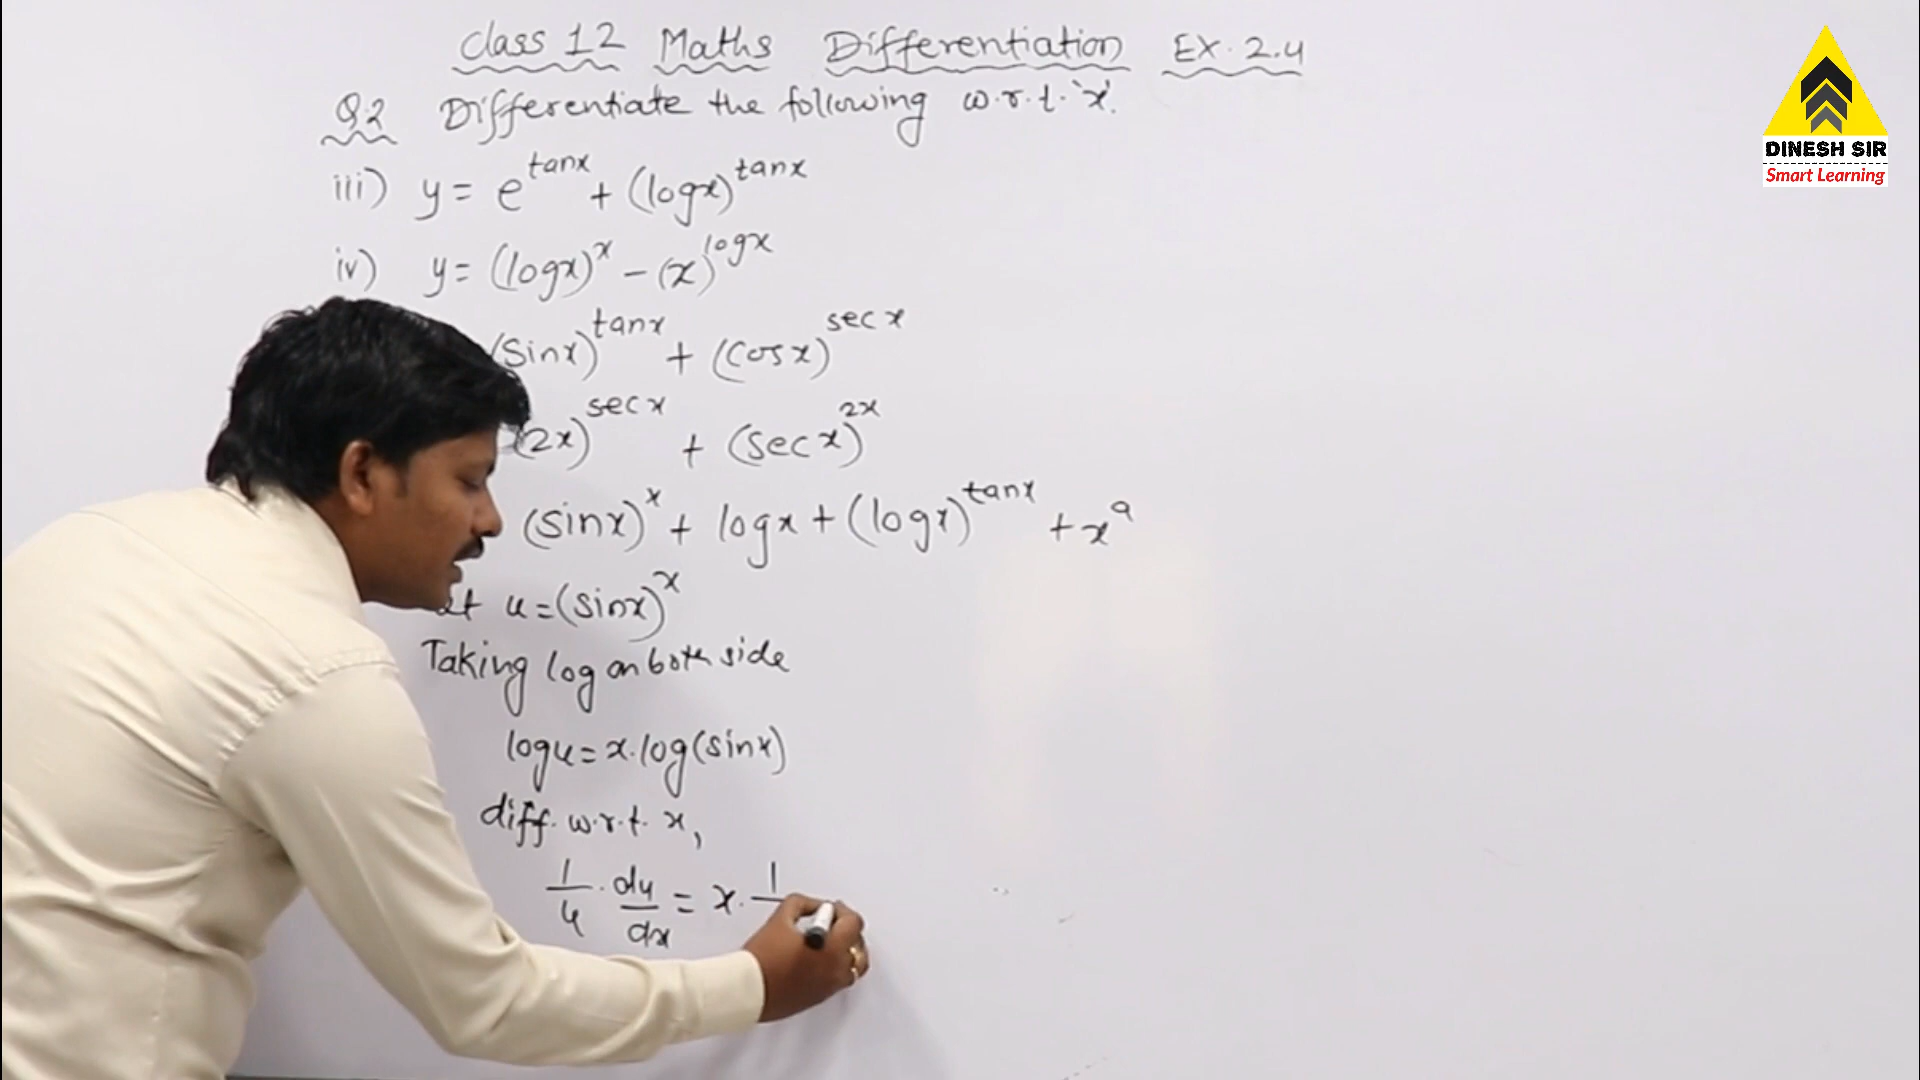 Class 12 Maths Differentiation EX. 2.4
Q2 Differentiate the following w.r.t. 'x'.
iii) y = e^tanx + (logx)^tanx
iv) y = (logx)^x - (x)^logx
(sinx)^tanx + (cosx)^secx
(2x)^secx + (secx)^2x
(sinx)^x + logx + (logx)^tanx + x^9
u = (sinx)^x
Taking log on both side
logu = x.log(sinx)
diff. w.r.t. x,
1/u . du/dx = x. 1
DINESH SIR
Smart Learning